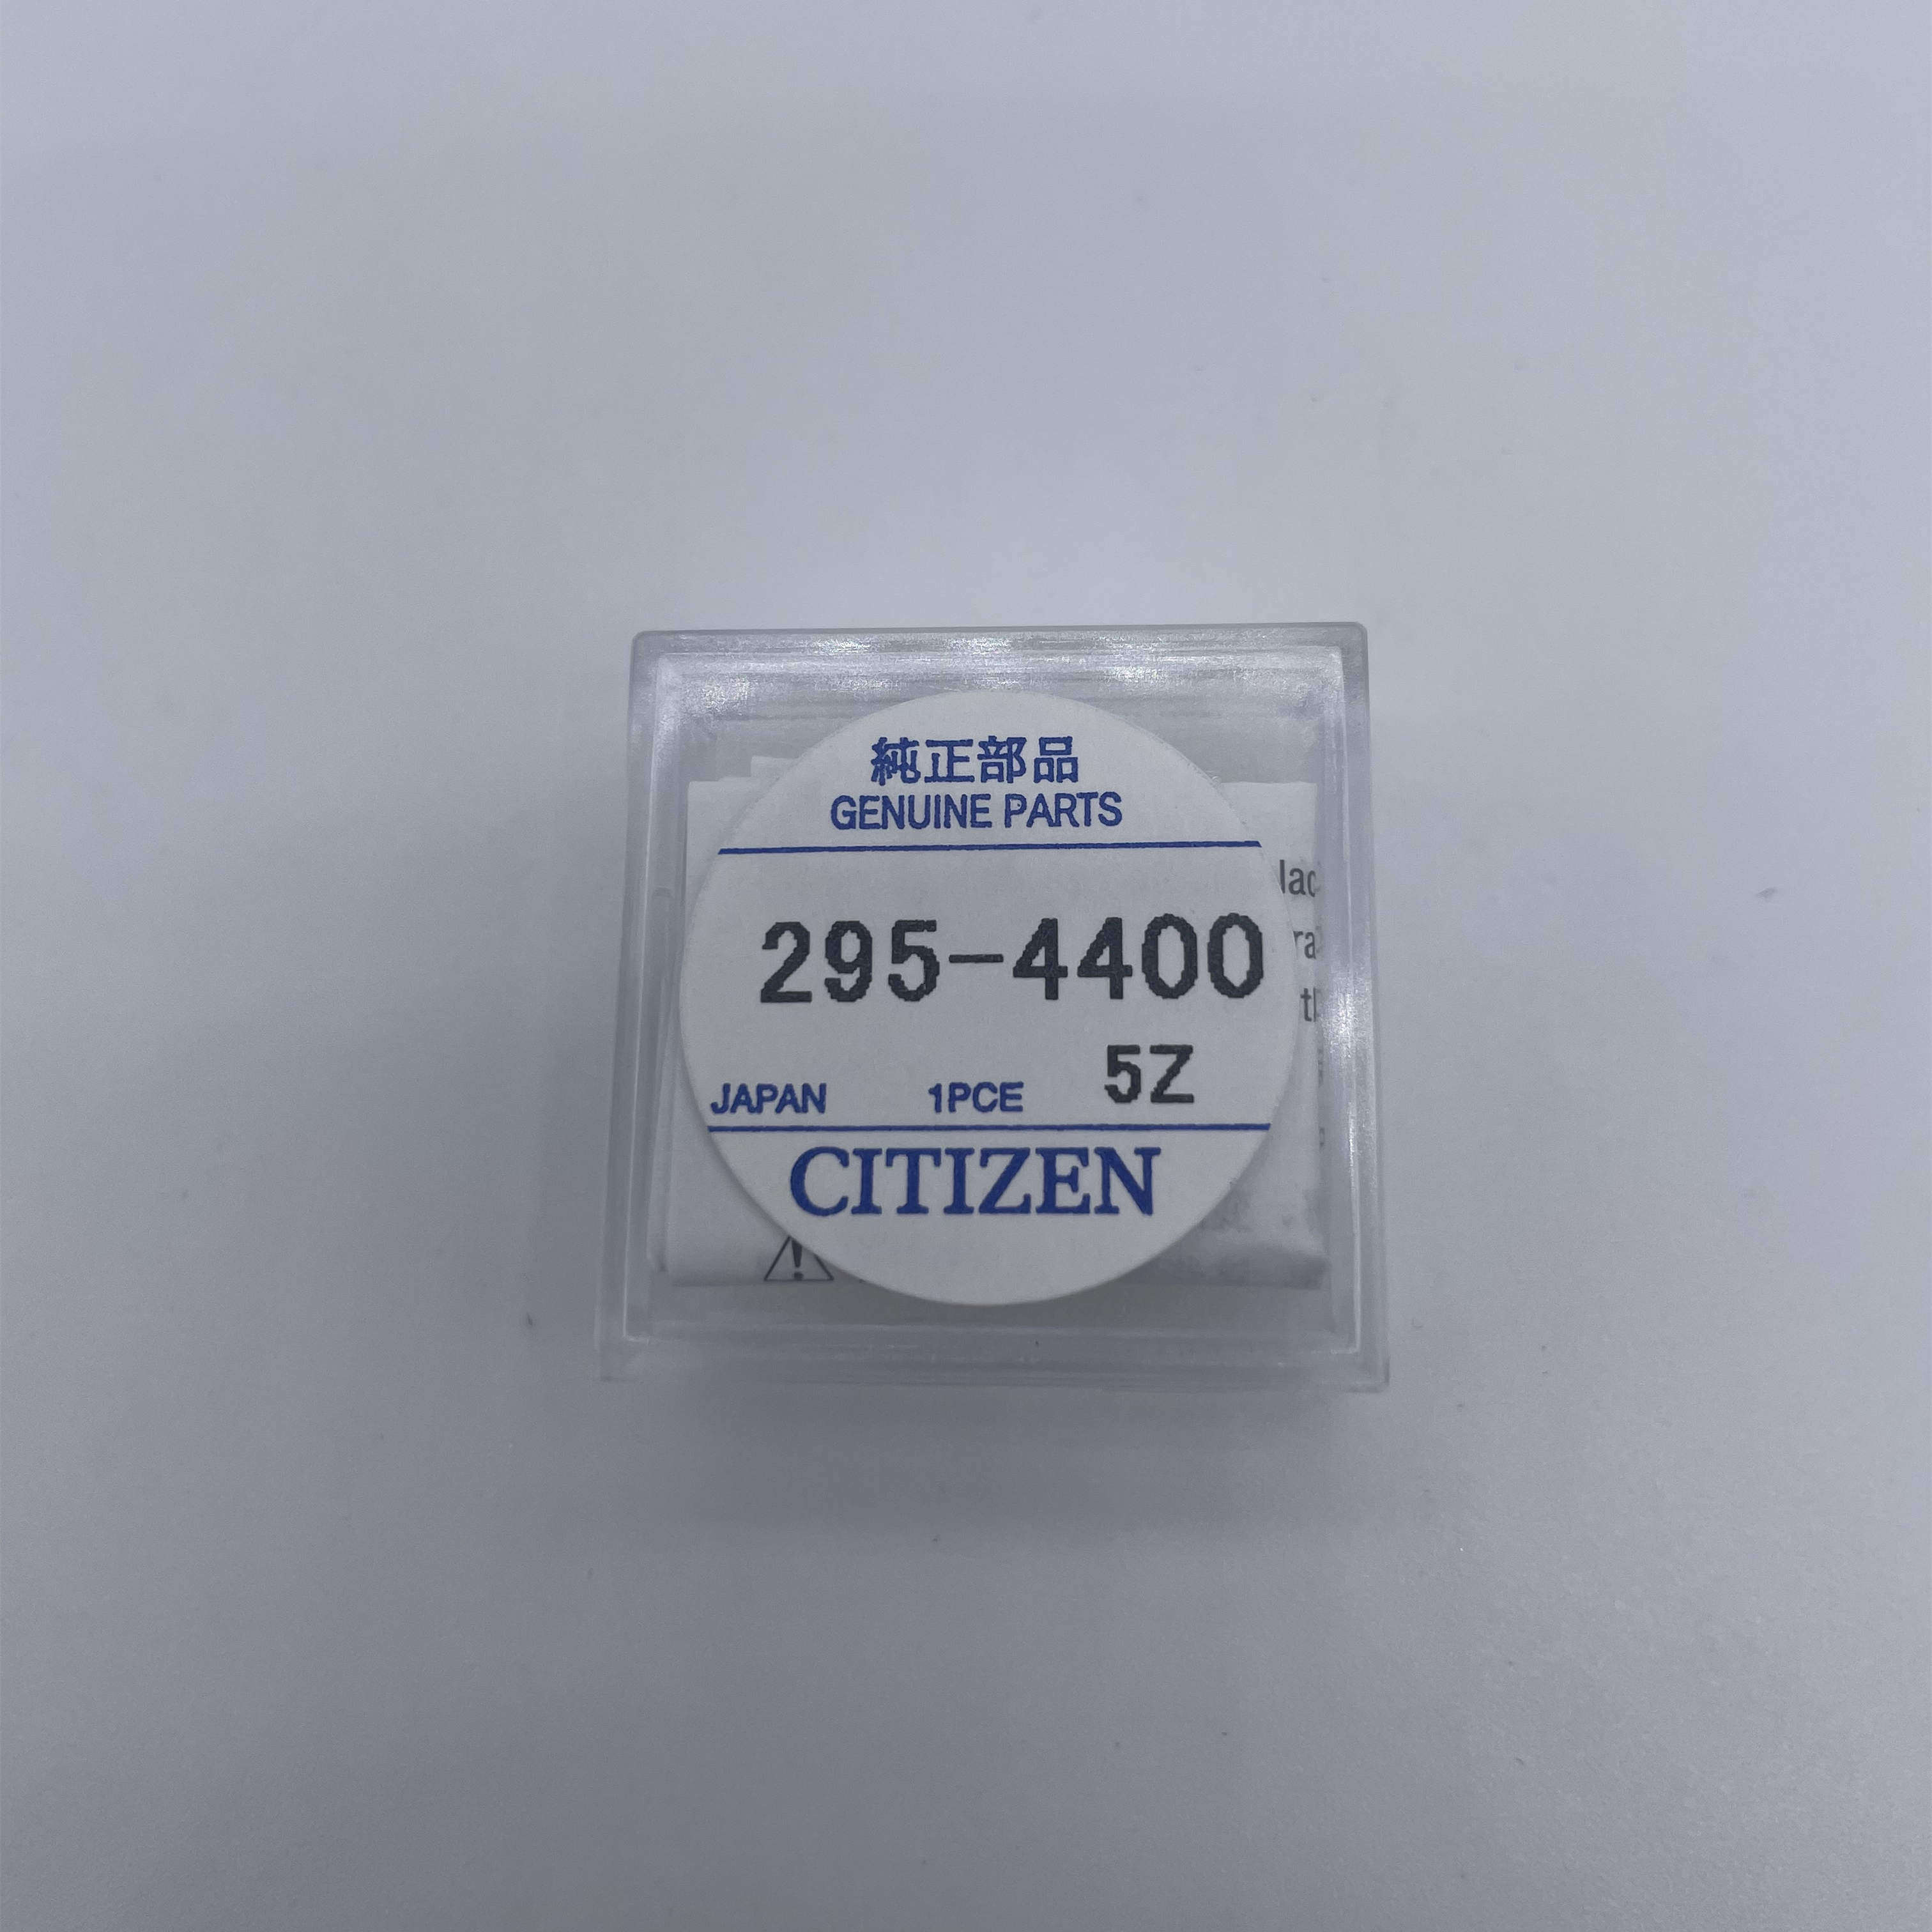 純正部品
GENUINE PARTS
295-4400
JAPAN 1PCE 5Z
CITIZEN